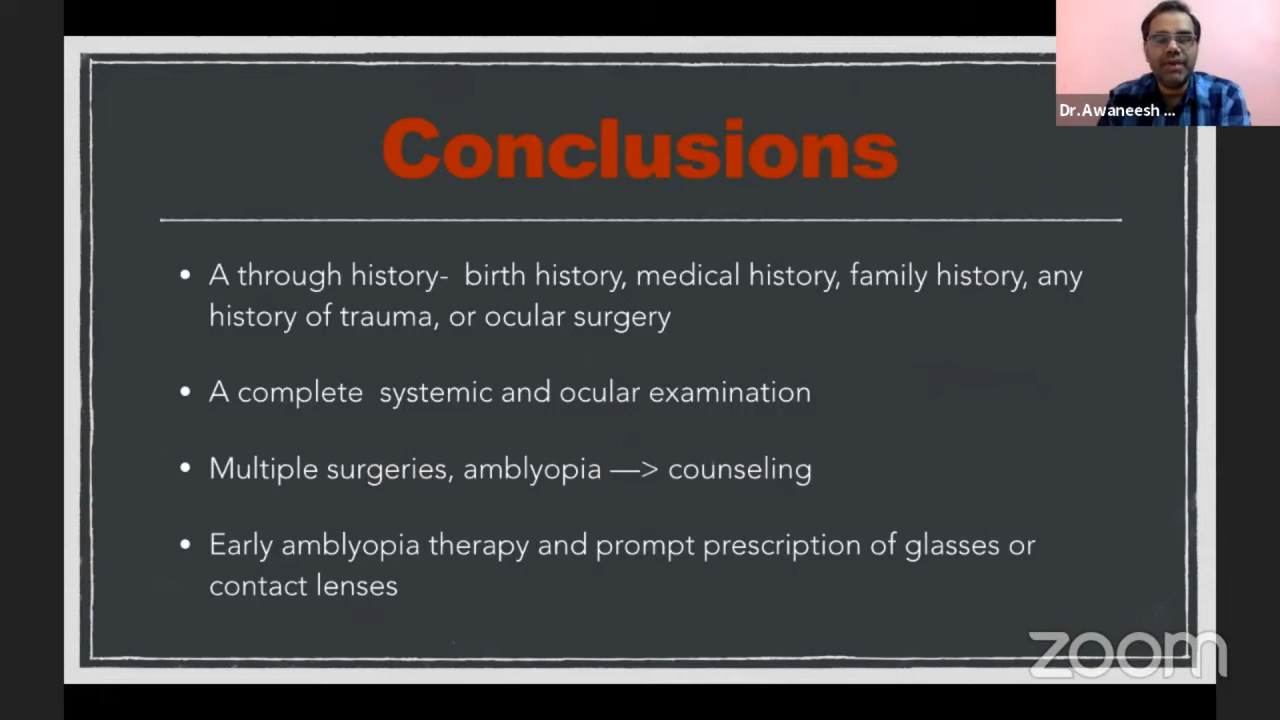 Dr.Awaneesh ...
Conclusions
• A through history-  birth history, medical history, family history, any
history of trauma, or ocular surgery
• A complete  systemic and ocular examination
• Multiple surgeries, amblyopia —> counseling
• Early amblyopia therapy and prompt prescription of glasses or
contact lenses
zoom